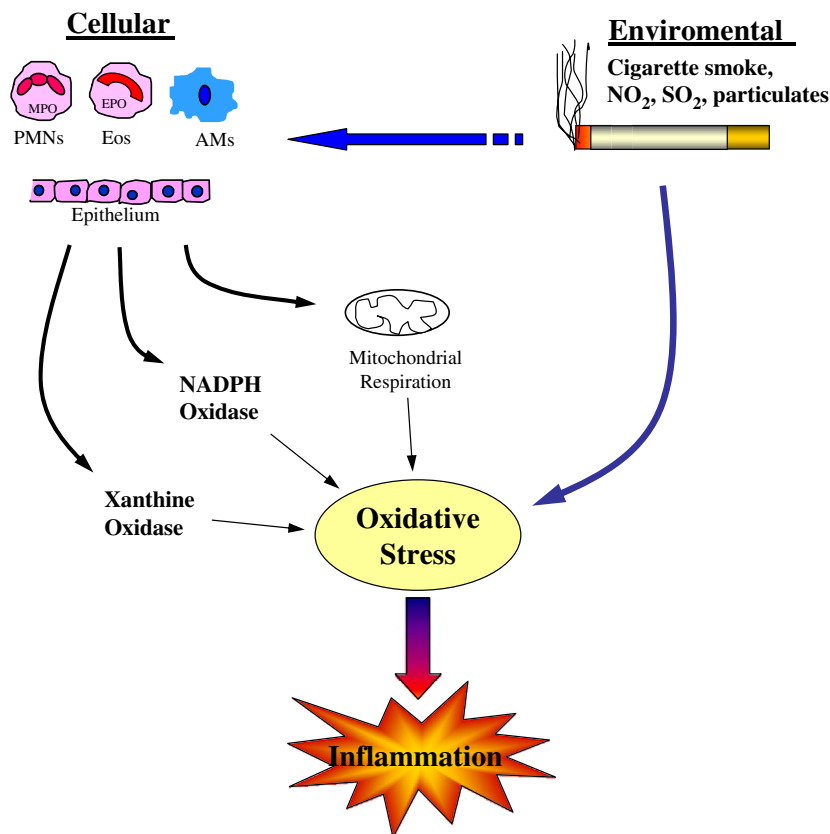 Cellular
MPO
EPO
PMNs
Eos
AMs
Epithelium
Enviromental
Cigarette smoke,
NO₂, SO₂, particulates
Mitochondrial
Respiration
NADPH
Oxidase
Xanthine
Oxidase
Oxidative
Stress
Inflammation